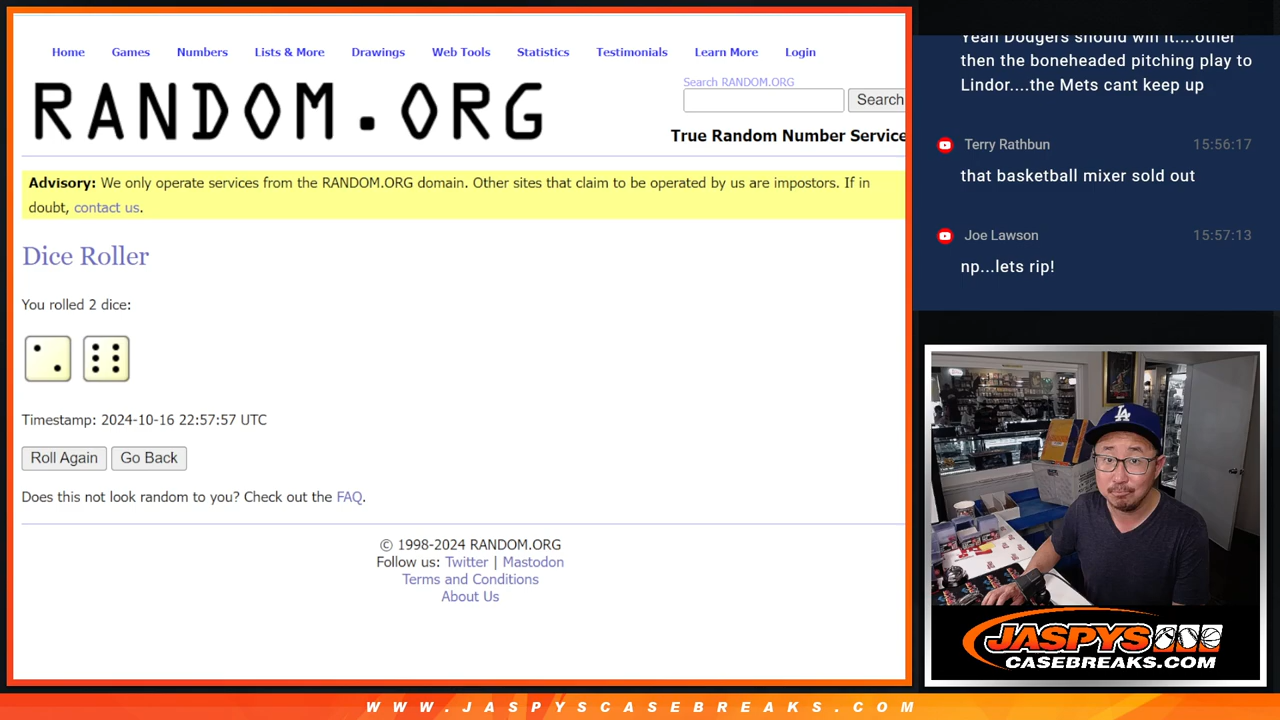 Home
Games
Numbers
Lists & More
Drawings
Web Tools
Statistics
Testimonials
Learn More
Login
RANDOM.ORG
Search RANDOM.ORG
Search
True Random Number Service
Advisory: We only operate services from the RANDOM.ORG domain. Other sites that claim to be operated by us are impostors. If in
doubt, contact us.
Dice Roller
You rolled 2 dice:
Timestamp: 2024-10-16 22:57:57 UTC
Roll Again
Go Back
Does this not look random to you? Check out the FAQ.
© 1998-2024 RANDOM.ORG
Follow us: Twitter | Mastodon
Terms and Conditions
About Us
Yeah Dodgers should win it....other
then the boneheaded pitching play to
Lindor....the Mets cant keep up
Terry Rathbun
15:56:17
that basketball mixer sold out
Joe Lawson
15:57:13
np...lets rip!
LA
JASPYS
CASEBREAKS.COM
WWW.JASPYSCASEBREAKS.COM